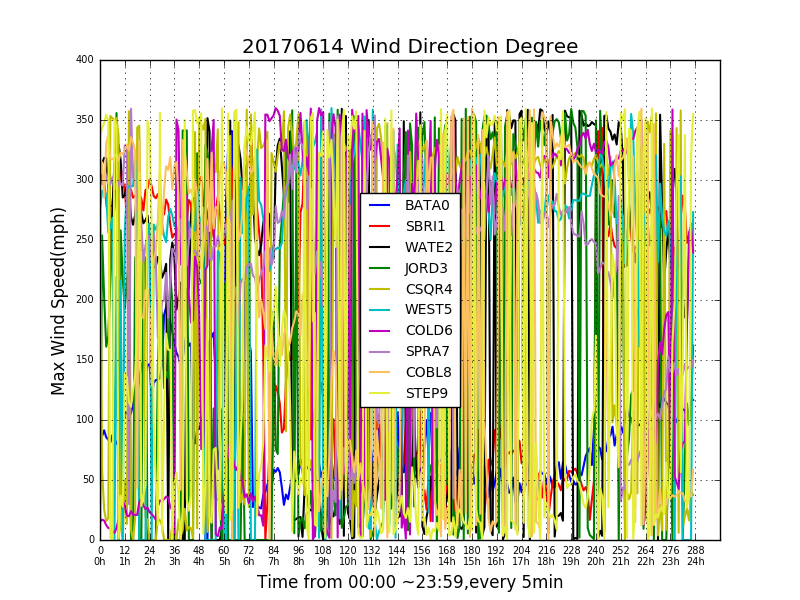 20170614 Wind Direction Degree
400
350
300
250
200
150
100
50
0
Max Wind Speed(mph)
BATA0
SBRI1
WATE2
JORD3
CSQR4
WEST5
COLD6
SPRA7
COBL8
STEP9
0 12 24 36 48 60 72 84 96 108 120 132 144 156 168 180 192 204 216 228 240 252 264 276 288
0h 1h 2h 3h 4h 5h 6h 7h 8h 9h 10h 11h 12h 13h 14h 15h 16h 17h 18h 19h 20h 21h 22h 23h 24h
Time from 00:00 ~23:59,every 5min